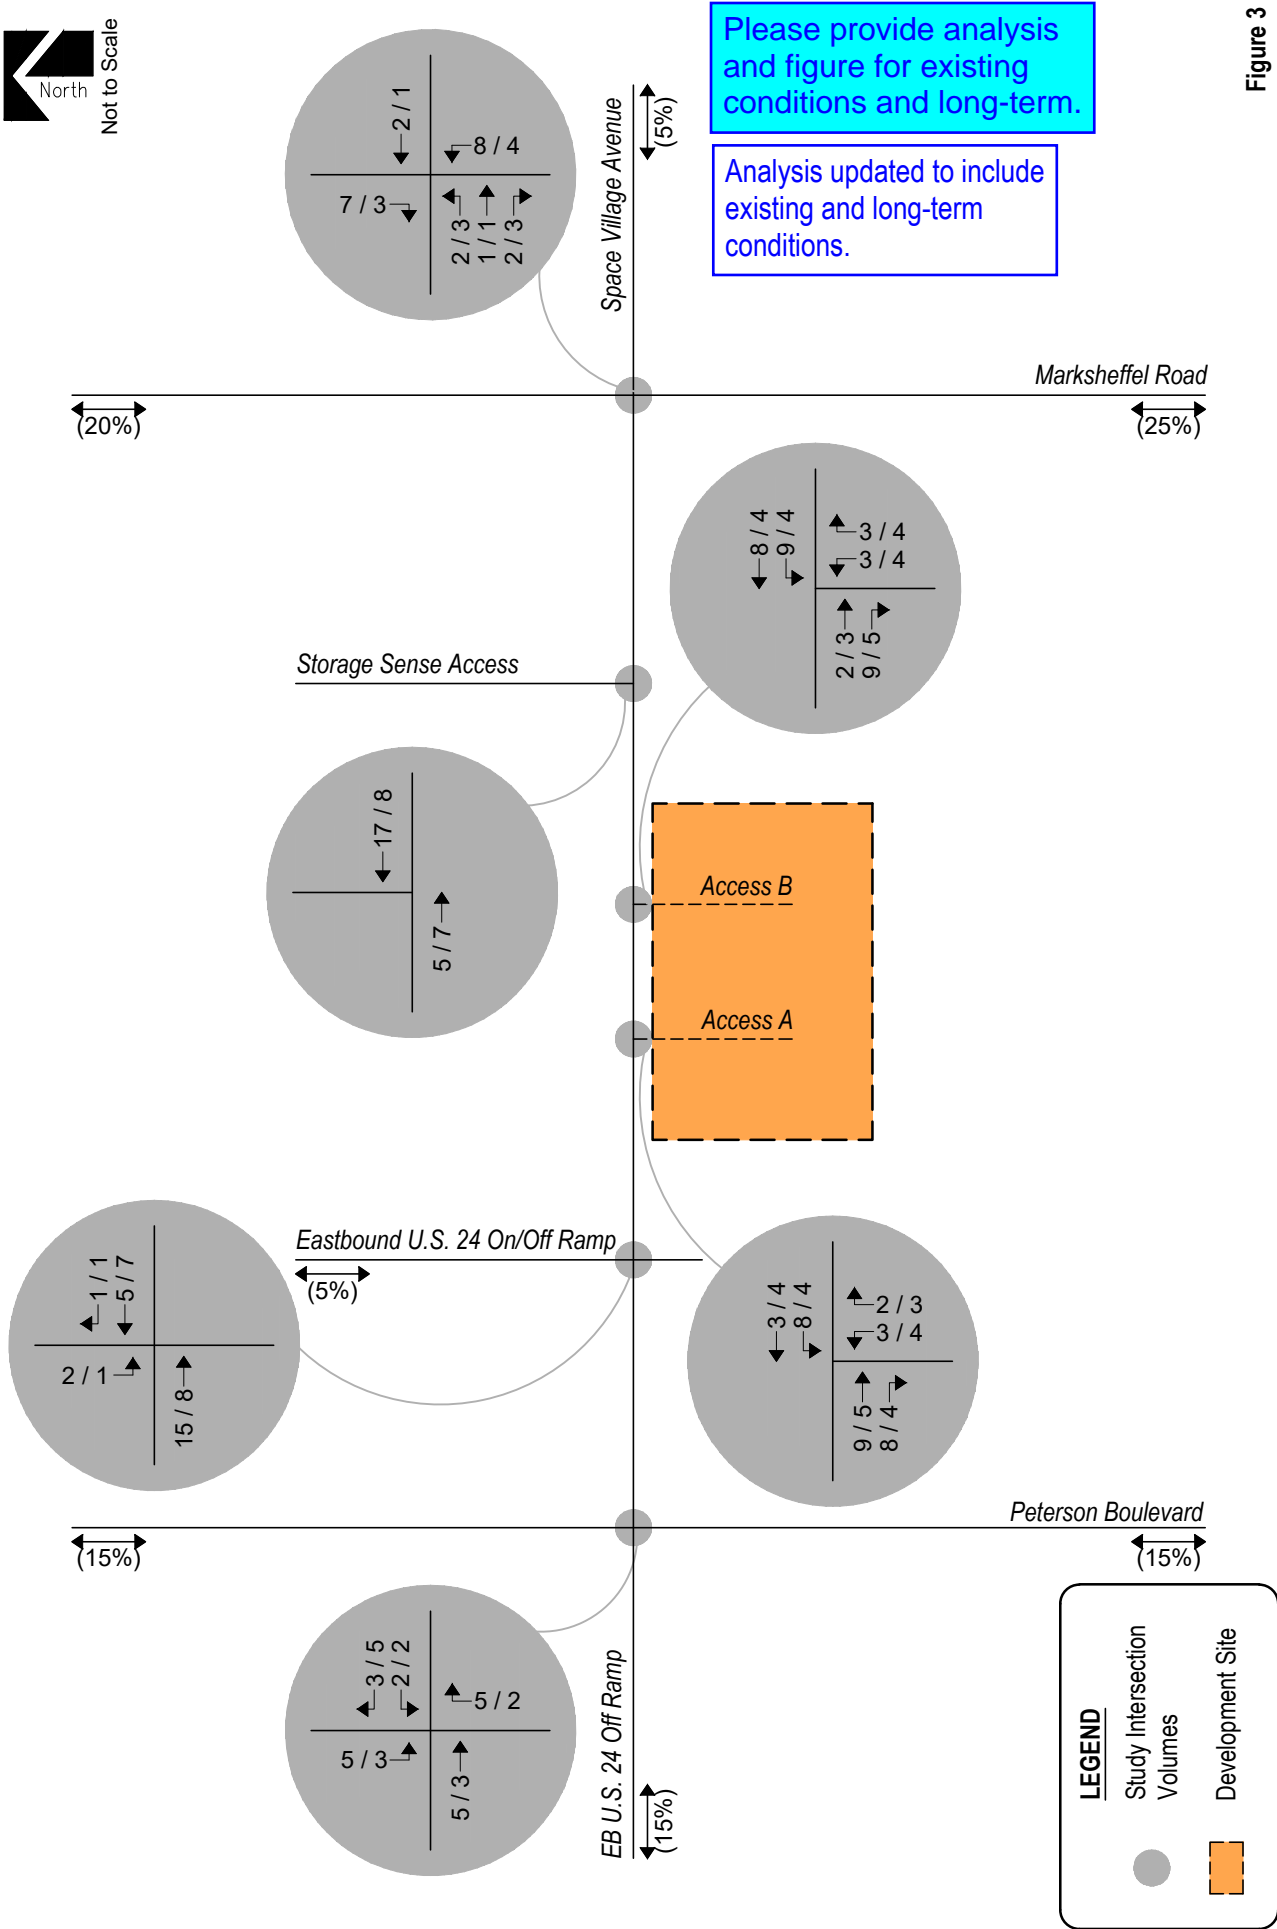 North
Not to Scale
Please provide analysis
and figure for existing
conditions and long-term.
Analysis updated to include
existing and long-term
conditions.
Figure 3
2 / 1
8 / 4
7 / 3
2 / 3
1 / 1
2 / 3
Space Village Avenue
(5%)
Marksheffel Road
(20%)
(25%)
8 / 4
9 / 4
3 / 4
3 / 4
2 / 3
9 / 5
Storage Sense Access
17 / 8
5 / 7
Access B
Access A
Eastbound U.S. 24 On/Off Ramp
(5%)
1 / 1
5 / 7
2 / 1
15 / 8
3 / 4
8 / 4
2 / 3
3 / 4
9 / 5
8 / 4
Peterson Boulevard
(15%)
(15%)
3 / 5
2 / 2
5 / 2
5 / 3
5 / 3
EB U.S. 24 Off Ramp
(15%)
LEGEND
Study Intersection
Volumes
Development Site